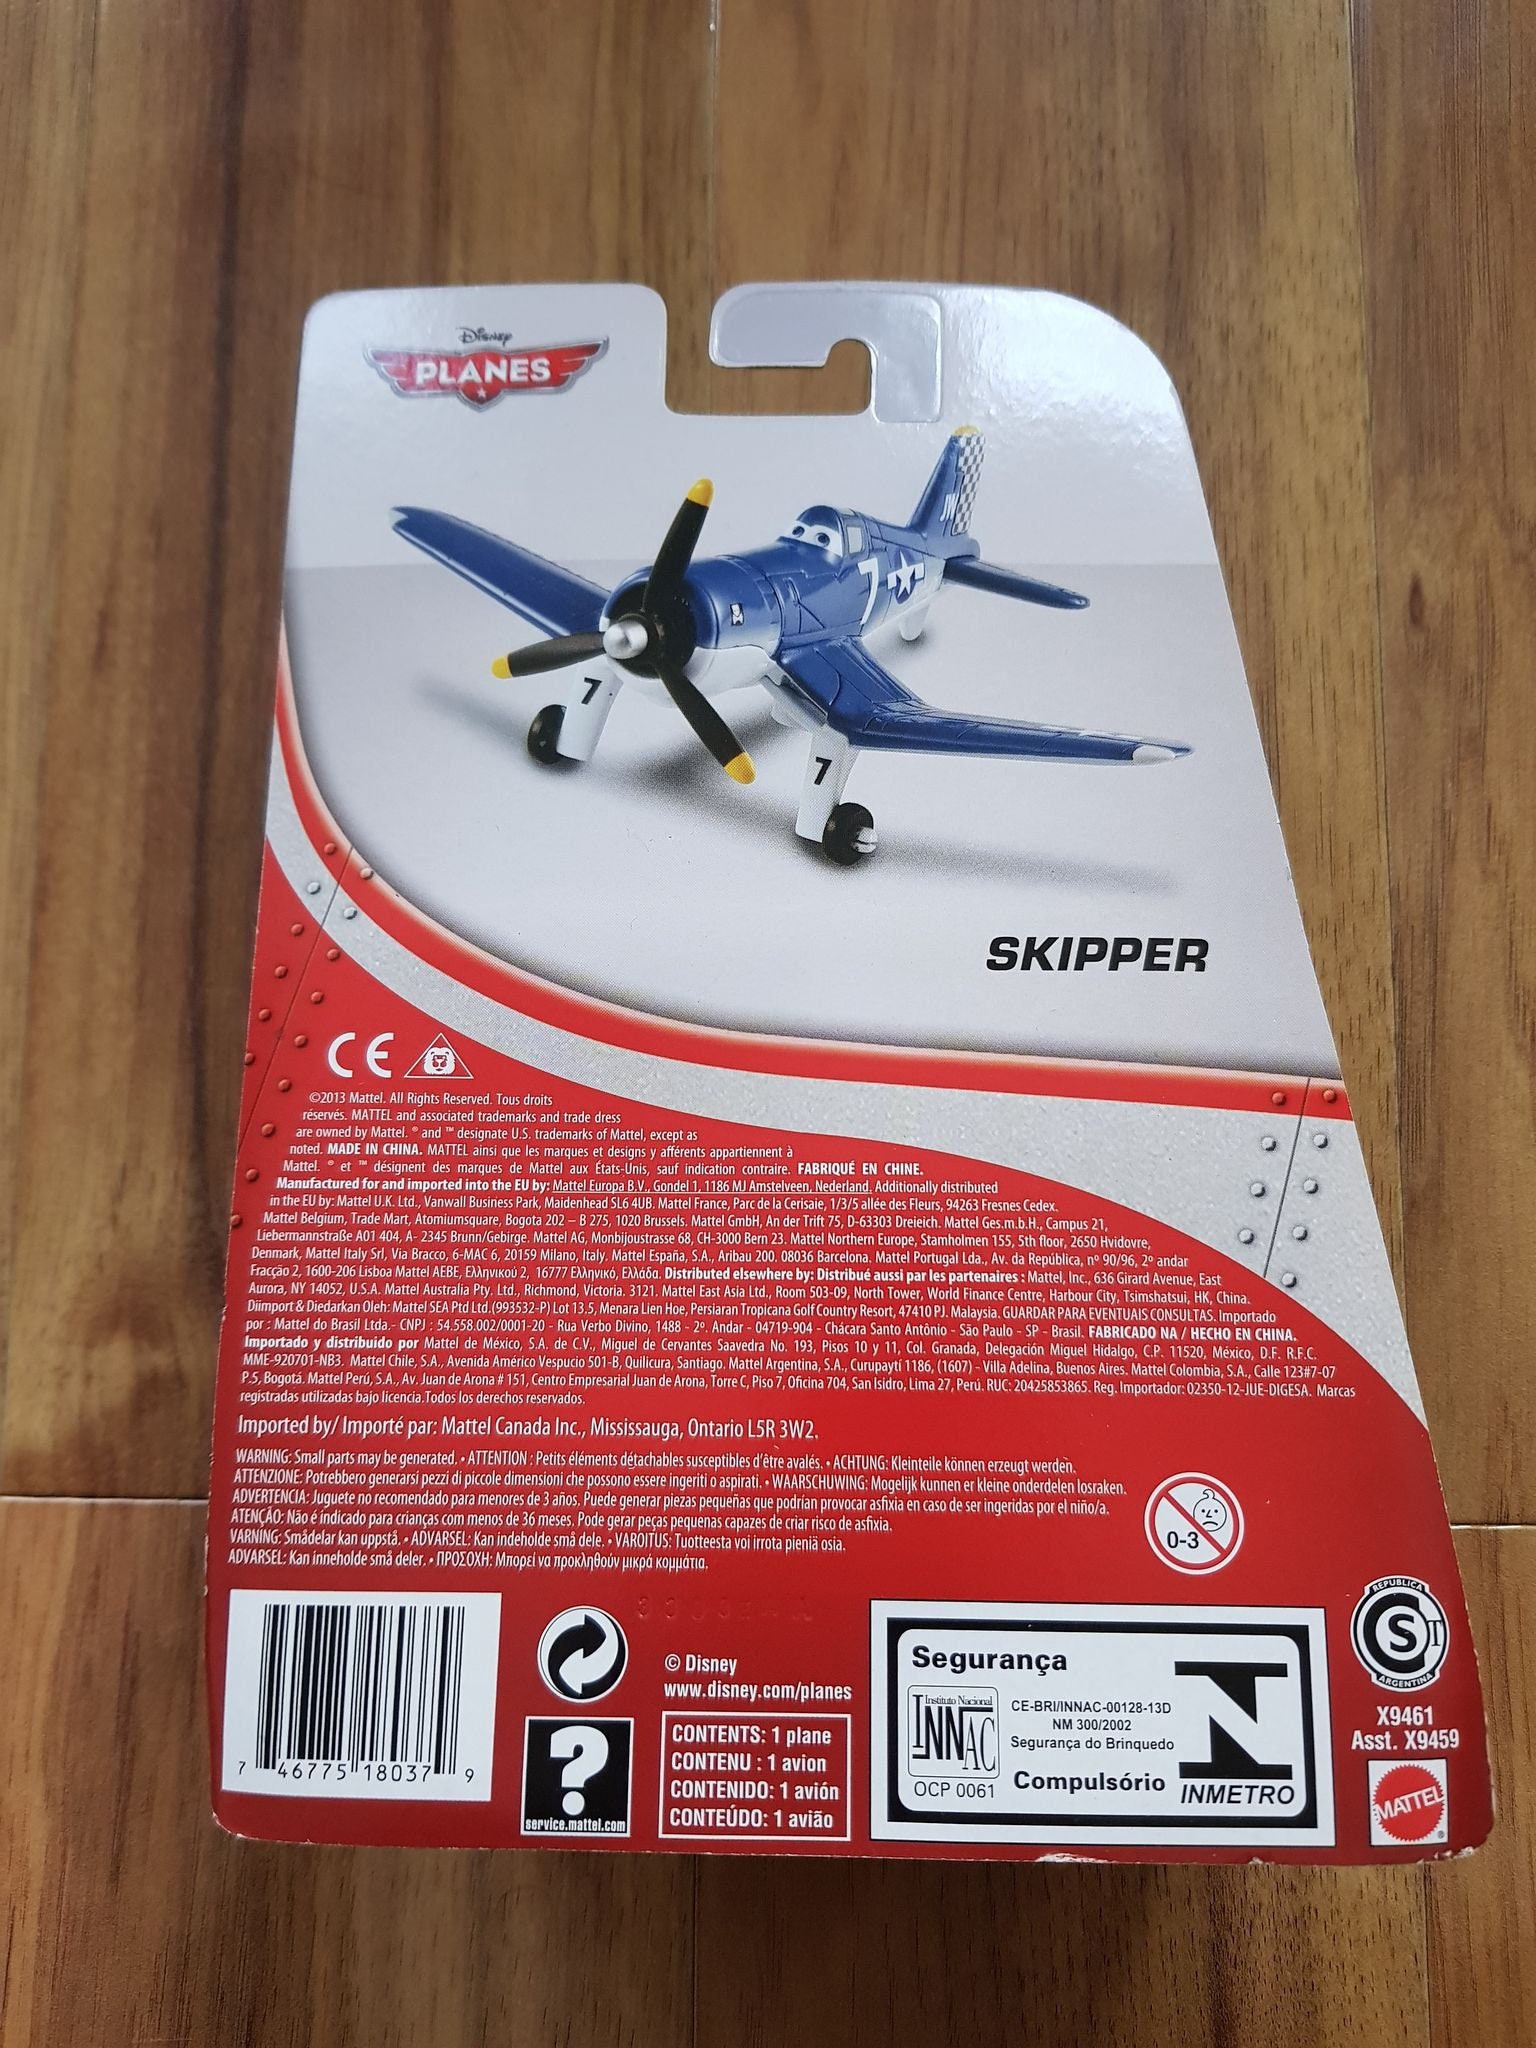 Disney
PLANES
JW
7
7
7
SKIPPER
CE
©2013 Mattel. All Rights Reserved. Tous droits
réservés. MATTEL and associated trademarks and trade dress
are owned by Mattel. ® and ™ designate U.S. trademarks of Mattel, except as
noted. MADE IN CHINA. MATTEL ainsi que les marques et designs y afférents appartiennent à
Mattel. ® et ™ désignent des marques de Mattel aux États-Unis, sauf indication contraire. FABRIQUÉ EN CHINE.
Manufactured for and imported into the EU by: Mattel Europa B.V., Gondel 1, 1186 MJ Amstelveen, Nederland. Additionally distributed
in the EU by: Mattel U.K. Ltd., Vanwall Business Park, Maidenhead SL6 4UB. Mattel France, Parc de la Cerisaie, 1/3/5 allée des Fleurs, 94263 Fresnes Cedex.
Mattel Belgium, Trade Mart, Atomiumsquare, Bogota 202 – B 275, 1020 Brussels. Mattel GmbH, An der Trift 75, D-63303 Dreieich. Mattel Ges.m.b.H., Campus 21,
Liebermannstraße A01 404, A- 2345 Brunn/Gebirge. Mattel AG, Monbijoustrasse 68, CH-3000 Bern 23. Mattel Northern Europe, Stamholmen 155, 5th floor, 2650 Hvidovre,
Denmark, Mattel Italy Srl, Via Bracco, 6-MAC 6, 20159 Milano, Italy. Mattel España, S.A., Aribau 200. 08036 Barcelona. Mattel Portugal Lda., Av. da República, nº 90/96, 2º andar
Fracção 2, 1600-206 Lisboa Mattel AEBE, Ελληνικού 2, 16777 Ελληνικό, Ελλάδα. Distributed elsewhere by: Distribué aussi par les partenaires : Mattel, Inc., 636 Girard Avenue, East
Aurora, NY 14052, U.S.A. Mattel Australia Pty. Ltd., Richmond, Victoria. 3121. Mattel East Asia Ltd., Room 503-09, North Tower, World Finance Centre, Harbour City, Tsimshatsui, HK, China.
Diimport & Diedarkan Oleh: Mattel SEA Ptd Ltd.(993532-P) Lot 13.5, Menara Lien Hoe, Persiaran Tropicana Golf Country Resort, 47410 PJ. Malaysia. GUARDAR PARA EVENTUAIS CONSULTAS. Importado
por : Mattel do Brasil Ltda.- CNPJ : 54.558.002/0001-20 - Rua Verbo Divino, 1488 - 2º. Andar - 04719-904 - Chácara Santo Antônio - São Paulo - SP - Brasil. FABRICADO NA / HECHO EN CHINA.
Importado y distribuido por Mattel de México, S.A. de C.V., Miguel de Cervantes Saavedra No. 193, Pisos 10 y 11, Col. Granada, Delegación Miguel Hidalgo, C.P. 11520, México, D.F. R.F.C.
MME-920701-NB3. Mattel Chile, S.A., Avenida Américo Vespucio 501-B, Quilicura, Santiago. Mattel Argentina, S.A., Curupaytí 1186, (1607) - Villa Adelina, Buenos Aires. Mattel Colombia, S.A., Calle 123#7-07
P.5, Bogotá. Mattel Perú, S.A., Av. Juan de Arona # 151, Centro Empresarial Juan de Arona, Torre C, Piso 7, Oficina 704, San Isidro, Lima 27, Perú. RUC: 20425853865. Reg. Importador: 02350-12-JUE-DIGESA. Marcas
registradas utilizadas bajo licencia.Todos los derechos reservados.
Imported by/ Importé par: Mattel Canada Inc., Mississauga, Ontario L5R 3W2.
WARNING: Small parts may be generated. • ATTENTION : Petits éléments détachables susceptibles d'être avalés. • ACHTUNG: Kleinteile können erzeugt werden.
ATTENZIONE: Potrebbero generarsi pezzi di piccole dimensioni che possono essere ingeriti o aspirati. • WAARSCHUWING: Mogelijk kunnen er kleine onderdelen losraken.
ADVERTENCIA: Juguete no recomendado para menores de 3 años. Puede generar piezas pequeñas que podrían provocar asfixia en caso de ser ingeridas por el niño/a.
ATENÇÃO: Não é indicado para crianças com menos de 36 meses. Pode gerar peças pequenas capazes de criar risco de asfixia.
VARNING: Smådelar kan uppstå. • ADVARSEL: Kan indeholde små dele. • VAROITUS: Tuotteesta voi irrota pieniä osia.
ADVARSEL: Kan inneholde små deler. • ΠΡΟΣΟΧΗ: Μπορεί να προκληθούν μικρά κομμάτια.
0-3
7 46775 18037 9
?
service.mattel.com
© Disney
www.disney.com/planes
CONTENTS: 1 plane
CONTENU : 1 avion
CONTENIDO: 1 avión
CONTEÚDO: 1 avião
Segurança
Instituto Nacional
INNAC
OCP 0061
CE-BRI/INNAC-00128-13D
NM 300/2002
Segurança do Brinquedo
Compulsório
INMETRO
REPUBLICA
S T
ARGENTINA
X9461
Asst. X9459
MATTEL